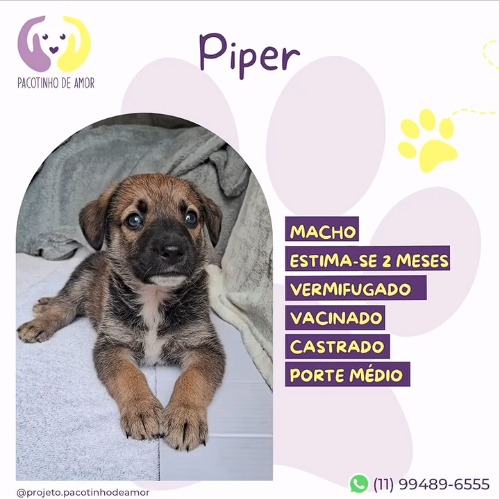 PACOTINHO DE AMOR
Piper
MACHO
ESTIMA-SE 2 MESES
VERMIFUGADO
VACINADO
CASTRADO
PORTE MÉDIO
@projeto.pacotinhodeamor
(11) 99489-6555